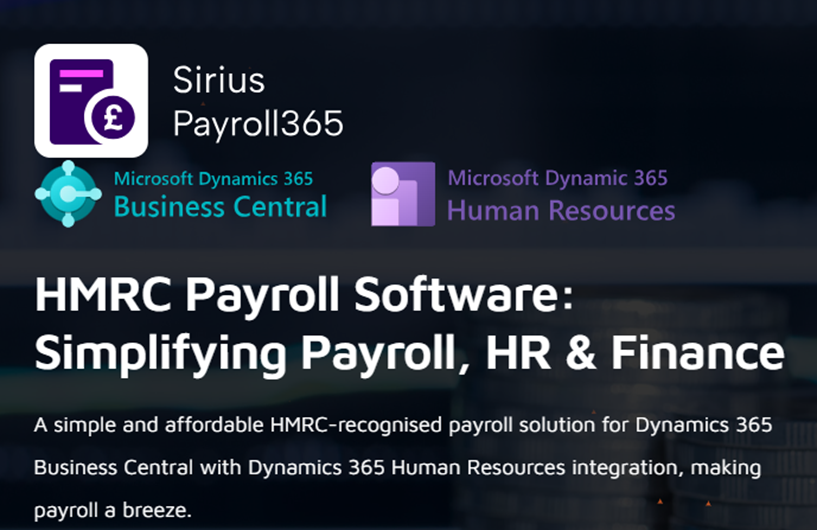 £
Sirius
Payroll365
Microsoft Dynamics 365
Business Central
Microsoft Dynamic 365
Human Resources
HMRC Payroll Software:
Simplifying Payroll, HR & Finance
A simple and affordable HMRC-recognised payroll solution for Dynamics 365
Business Central with Dynamics 365 Human Resources integration, making
payroll a breeze.